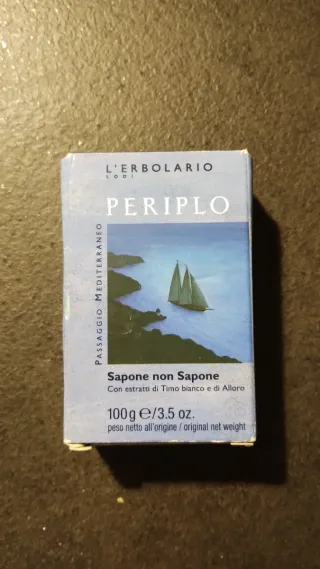 L'ERBOLARIO
LODI
PERIPLO
PASSAGGIO MEDITERRANEO
Sapone non Sapone
Con estratti di Timo bianco e di Alloro
100g ℮/3.5 oz.
peso netto all'origine / original net weight